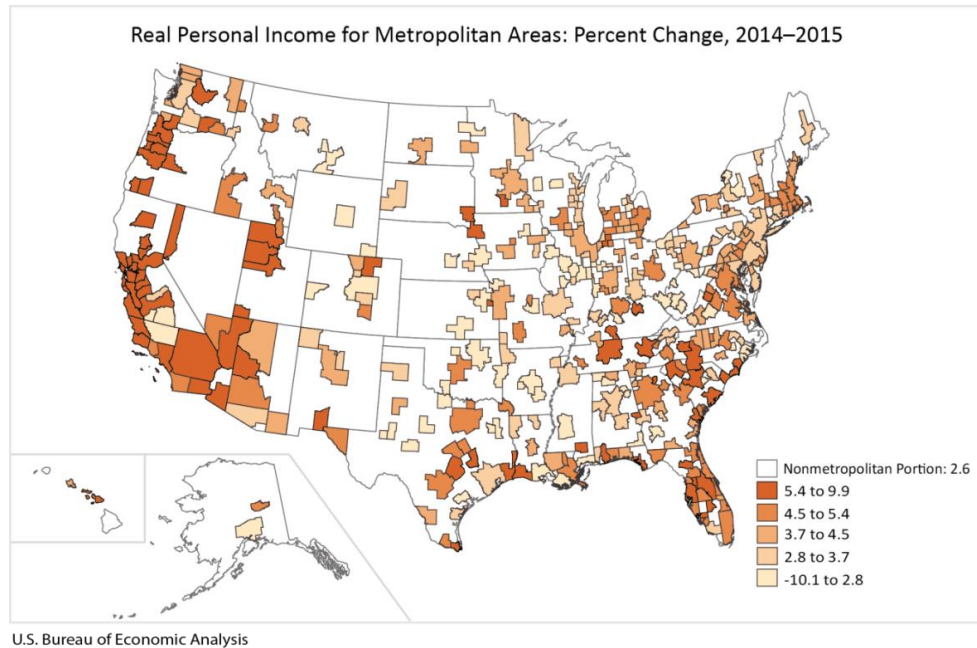 Real Personal Income for Metropolitan Areas: Percent Change, 2014–2015
Nonmetropolitan Portion: 2.6
5.4 to 9.9
4.5 to 5.4
3.7 to 4.5
2.8 to 3.7
-10.1 to 2.8
U.S. Bureau of Economic Analysis